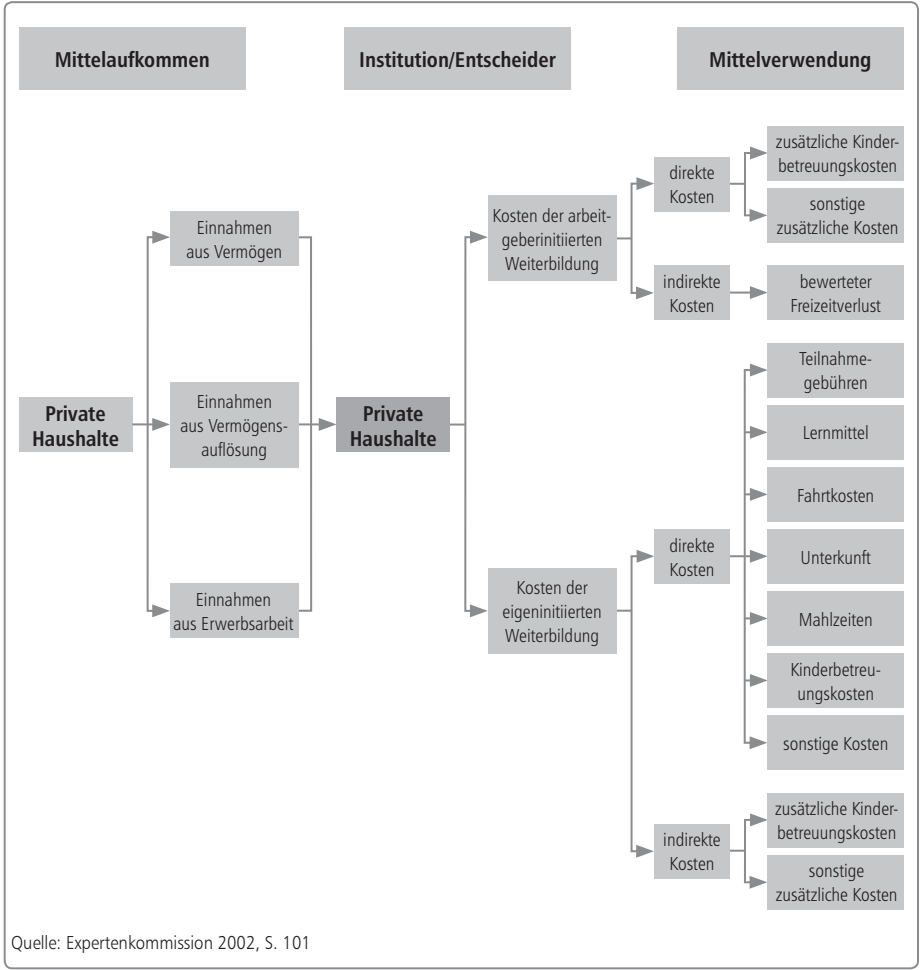 Mittelaufkommen
Institution/Entscheider
Mittelverwendung
Private
Haushalte
Einnahmen
aus Vermögen
Einnahmen
aus Vermögens-
auflösung
Einnahmen
aus Erwerbsarbeit
Private
Haushalte
Kosten der arbeit-
geberinitiierten
Weiterbildung
direkte
Kosten
zusätzliche Kinder-
betreuungskosten
sonstige
zusätzliche Kosten
indirekte
Kosten
bewerteter
Freizeitverlust
Kosten der
eigeninitiierten
Weiterbildung
direkte
Kosten
Teilnahme-
gebühren
Lernmittel
Fahrtkosten
Unterkunft
Mahlzeiten
Kinderbetreu-
ungskosten
sonstige Kosten
indirekte
Kosten
zusätzliche Kinder-
betreuungskosten
sonstige
zusätzliche Kosten
Quelle: Expertenkommission 2002, S. 101